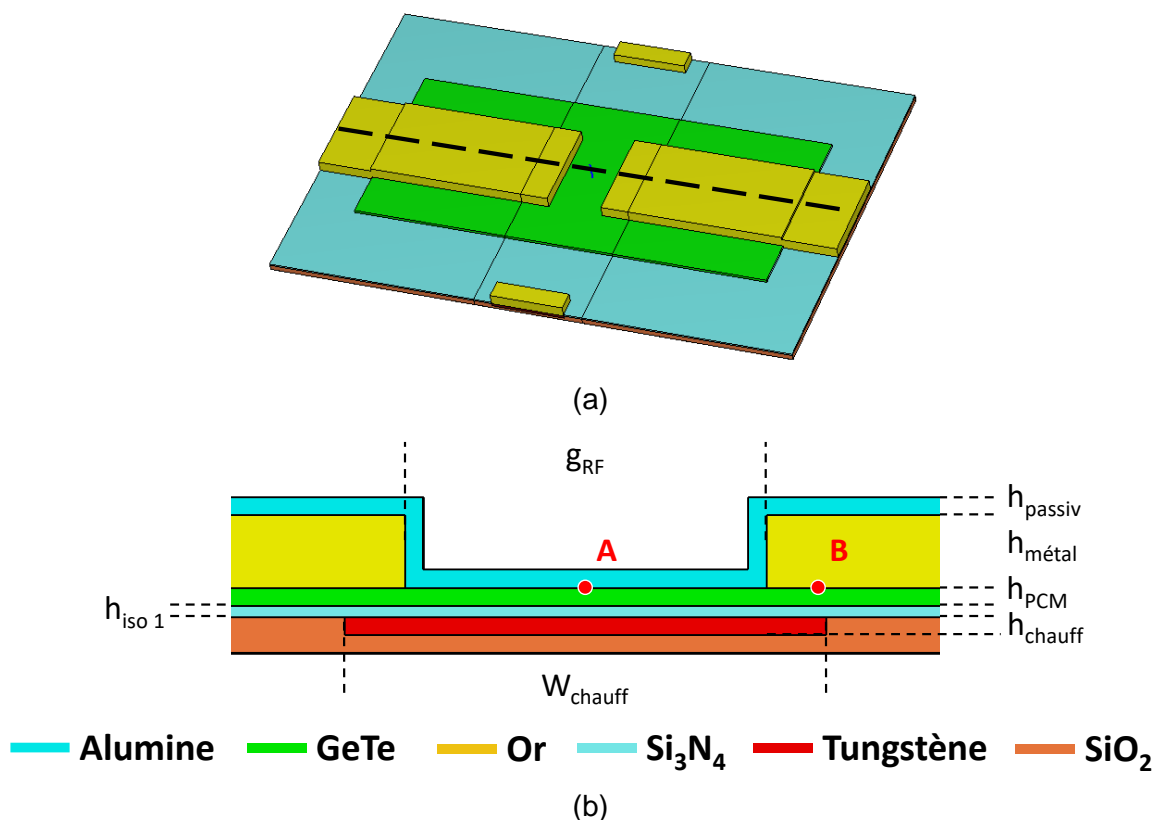 (a)
g_RF
h_passiv
A
B
h_métal
h_iso 1
h_PCM
h_chauff
W_chauff
Alumine GeTe Or Si₃N₄ Tungstène SiO₂
(b)